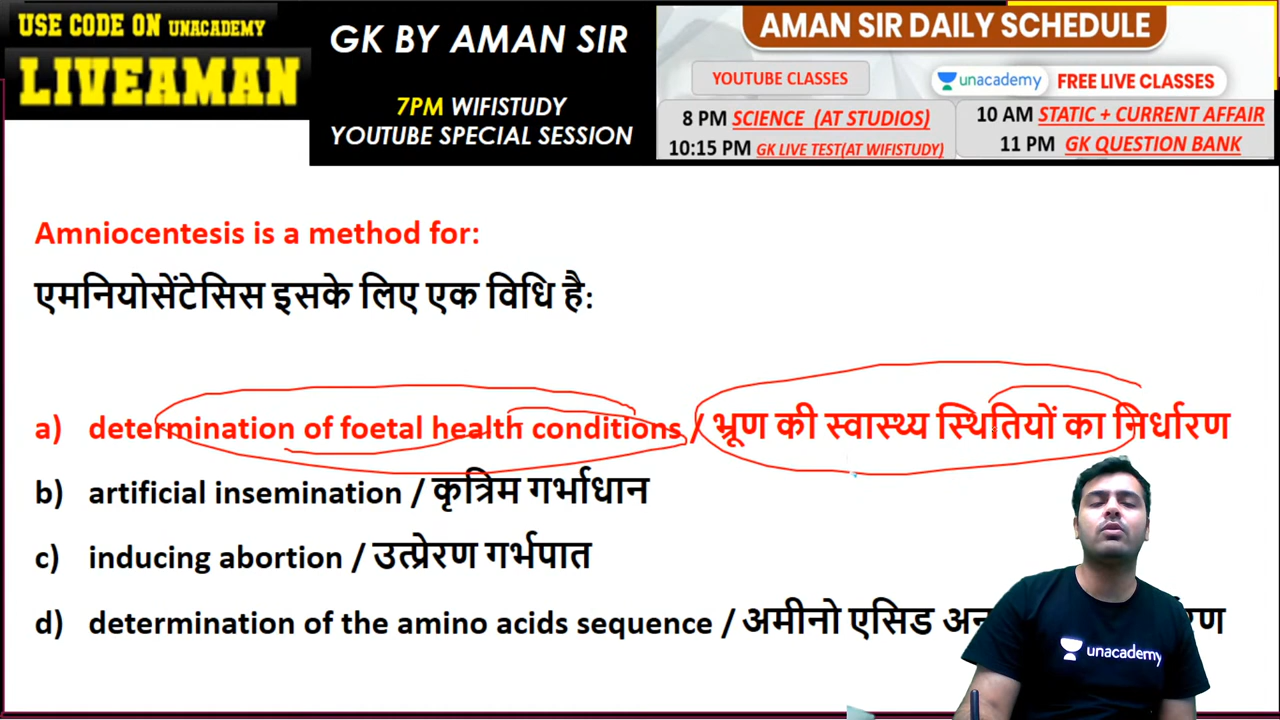 USE CODE ON UNACADEMY
LIVEAMAN
GK BY AMAN SIR
7PM WIFISTUDY
YOUTUBE SPECIAL SESSION
AMAN SIR DAILY SCHEDULE
YOUTUBE CLASSES
unacademy FREE LIVE CLASSES
8 PM SCIENCE (AT STUDIOS)
10:15 PM GK LIVE TEST(AT WIFISTUDY)
10 AM STATIC + CURRENT AFFAIR
11 PM GK QUESTION BANK
Amniocentesis is a method for:
एमनियोसेंटेसिस इसके लिए एक विधि है:
a) determination of foetal health conditions / भ्रूण की स्वास्थ्य स्थितियों का निर्धारण
b) artificial insemination / कृत्रिम गर्भाधान
c) inducing abortion / उत्प्रेरण गर्भपात
d) determination of the amino acids sequence / अमीनो एसिड
unacademy